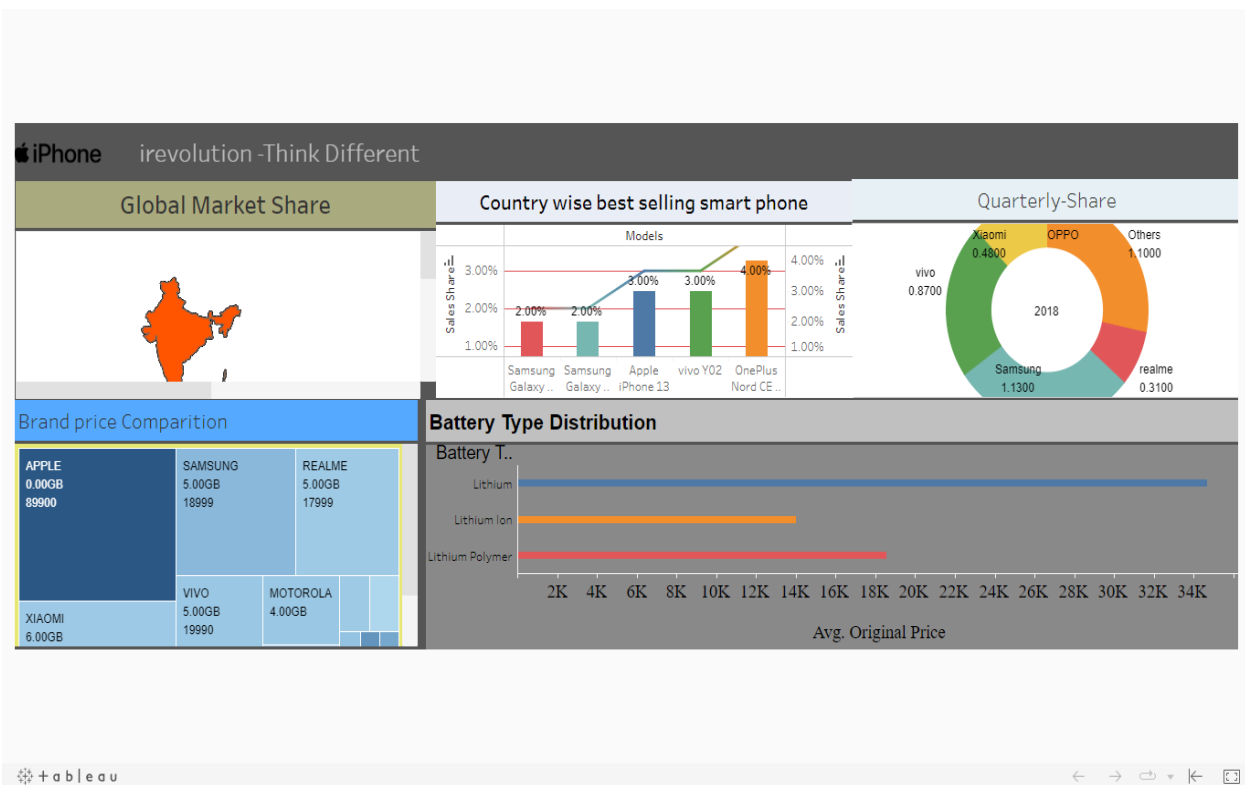 iPhone
irevolution -Think Different
Global Market Share
Country wise best selling smart phone
Models
Sales Share
3.00%
2.00%
1.00%
2.00%
2.00%
3.00%
3.00%
4.00%
4.00%
3.00%
2.00%
1.00%
Sales Share
Samsung
Galaxy ..
Samsung
Galaxy ..
Apple
iPhone 13
vivo Y02
OnePlus
Nord CE ..
Quarterly-Share
Xiaomi
0.4800
OPPO
Others
1.1000
vivo
0.8700
2018
Samsung
1.1300
realme
0.3100
Brand price Comparition
APPLE
0.00GB
89900
SAMSUNG
5.00GB
18999
REALME
5.00GB
17999
XIAOMI
6.00GB
VIVO
5.00GB
19990
MOTOROLA
4.00GB
Battery Type Distribution
Battery T..
Lithium
Lithium Ion
Lithium Polymer
2K 4K 6K 8K 10K 12K 14K 16K 18K 20K 22K 24K 26K 28K 30K 32K 34K
Avg. Original Price
+ableau